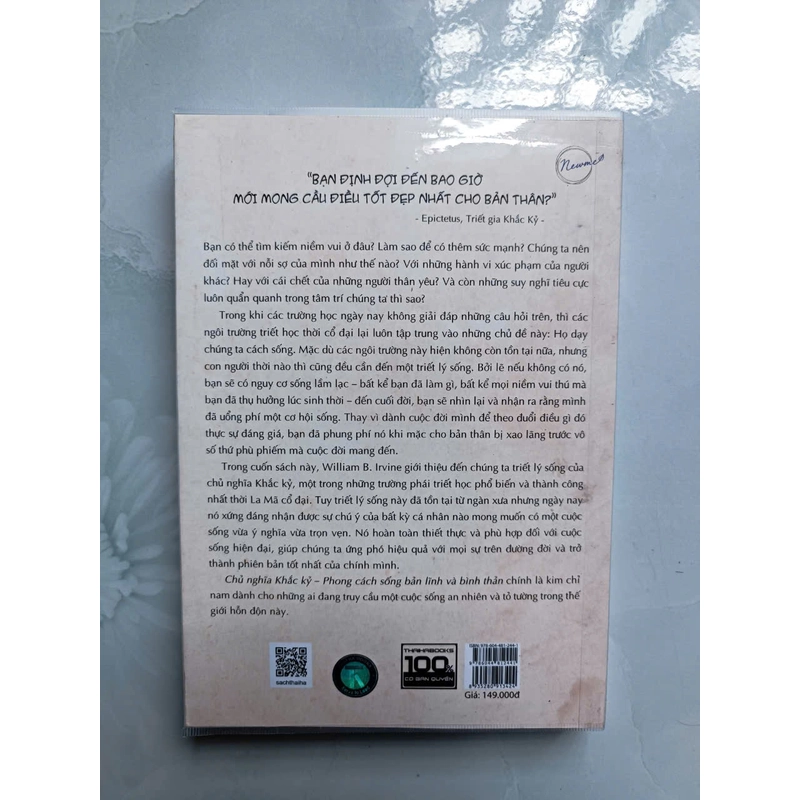 Newme
"BẠN ĐỊNH ĐỢI ĐẾN BAO GIỜ
MỚI MONG CẦU ĐIỀU TỐT ĐẸP NHẤT CHO BẢN THÂN?"
- Epictetus, Triết gia Khắc Kỷ -
Bạn có thể tìm kiếm niềm vui ở đâu? Làm sao để có thêm sức mạnh? Chúng ta nên
đối mặt với nỗi sợ của mình như thế nào? Với những hành vi xúc phạm của người
khác? Hay với cái chết của những người thân yêu? Và còn những suy nghĩ tiêu cực
luôn quẩn quanh trong tâm trí chúng ta thì sao?
Trong khi các trường học ngày nay không giải đáp những câu hỏi trên, thì các
ngôi trường triết học thời cổ đại lại luôn tập trung vào những chủ đề này: Họ dạy
chúng ta cách sống. Mặc dù các ngôi trường này hiện không còn tồn tại nữa, nhưng
con người thời nào thì cũng đều cần đến một triết lý sống. Bởi lẽ nếu không có nó,
bạn sẽ có nguy cơ sống lầm lạc – bất kể bạn đã làm gì, bất kể mọi niềm vui thú mà
bạn đã thụ hưởng lúc sinh thời – đến cuối đời, bạn sẽ nhìn lại và nhận ra rằng mình
đã uổng phí một cơ hội sống. Thay vì dành cuộc đời mình để theo đuổi điều gì đó
thực sự đáng giá, bạn đã phung phí nó khi mặc cho bản thân bị xao lãng trước vô
số thứ phù phiếm mà cuộc đời mang đến.
Trong cuốn sách này, William B. Irvine giới thiệu đến chúng ta triết lý sống của
chủ nghĩa Khắc kỷ, một trong những trường phái triết học phổ biến và thành công
nhất thời La Mã cổ đại. Tuy triết lý sống này đã tồn tại từ ngàn xưa nhưng ngày nay
nó xứng đáng nhận được sự chú ý của bất kỳ cá nhân nào mong muốn có một cuộc
sống vừa ý nghĩa vừa trọn vẹn. Nó hoàn toàn thiết thực và phù hợp đối với cuộc
sống hiện đại, giúp chúng ta ứng phó hiệu quả với mọi sự trên đường đời và trở
thành phiên bản tốt nhất của chính mình.
Chủ nghĩa Khắc kỷ – Phong cách sống bản lĩnh và bình thản chính là kim chỉ
nam dành cho những ai đang truy cầu một cuộc sống an nhiên và tỏ tường trong thế
giới hỗn độn này.
sachthaiha
THAIHABOOKS
100%
CÓ BẢN QUYỀN
Giá: 149.000đ